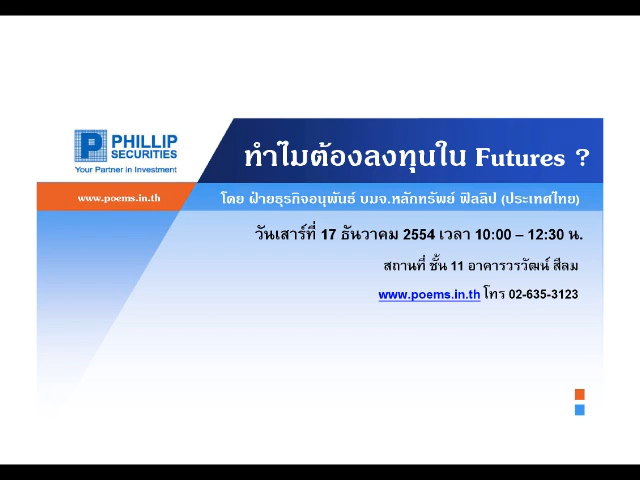 PHILLIP
SECURITIES
Your Partner in Investment
ทำไมต้องลงทุนใน Futures ?
www.poems.in.th
โดย ฝ่ายธุรกิจอนุพันธ์ บมจ.หลักทรัพย์ ฟิลลิป (ประเทศไทย)
วันเสาร์ที่ 17 ธันวาคม 2554 เวลา 10:00 – 12:30 น.
สถานที่ ชั้น 11 อาคารวรวัฒน์ สีลม
www.poems.in.th โทร 02-635-3123